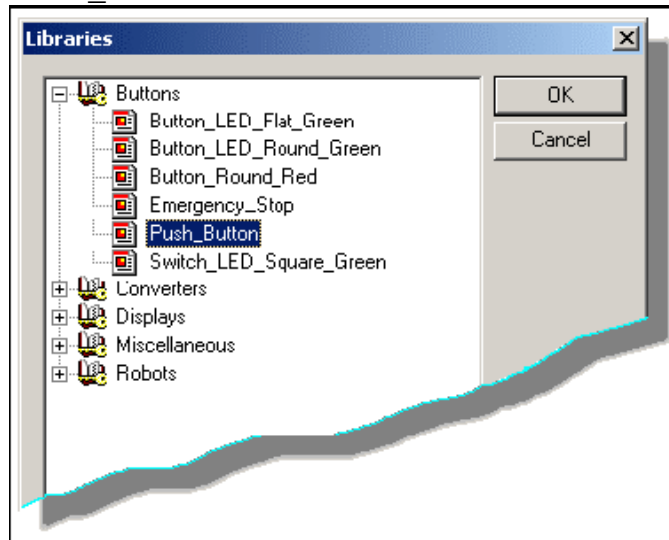 Libraries
Buttons
OK
Button_LED_Flat_Green
Button_LED_Round_Green
Cancel
Button_Round_Red
Emergency_Stop
Push_Button
Switch_LED_Square_Green
Converters
Displays
Miscellaneous
Robots